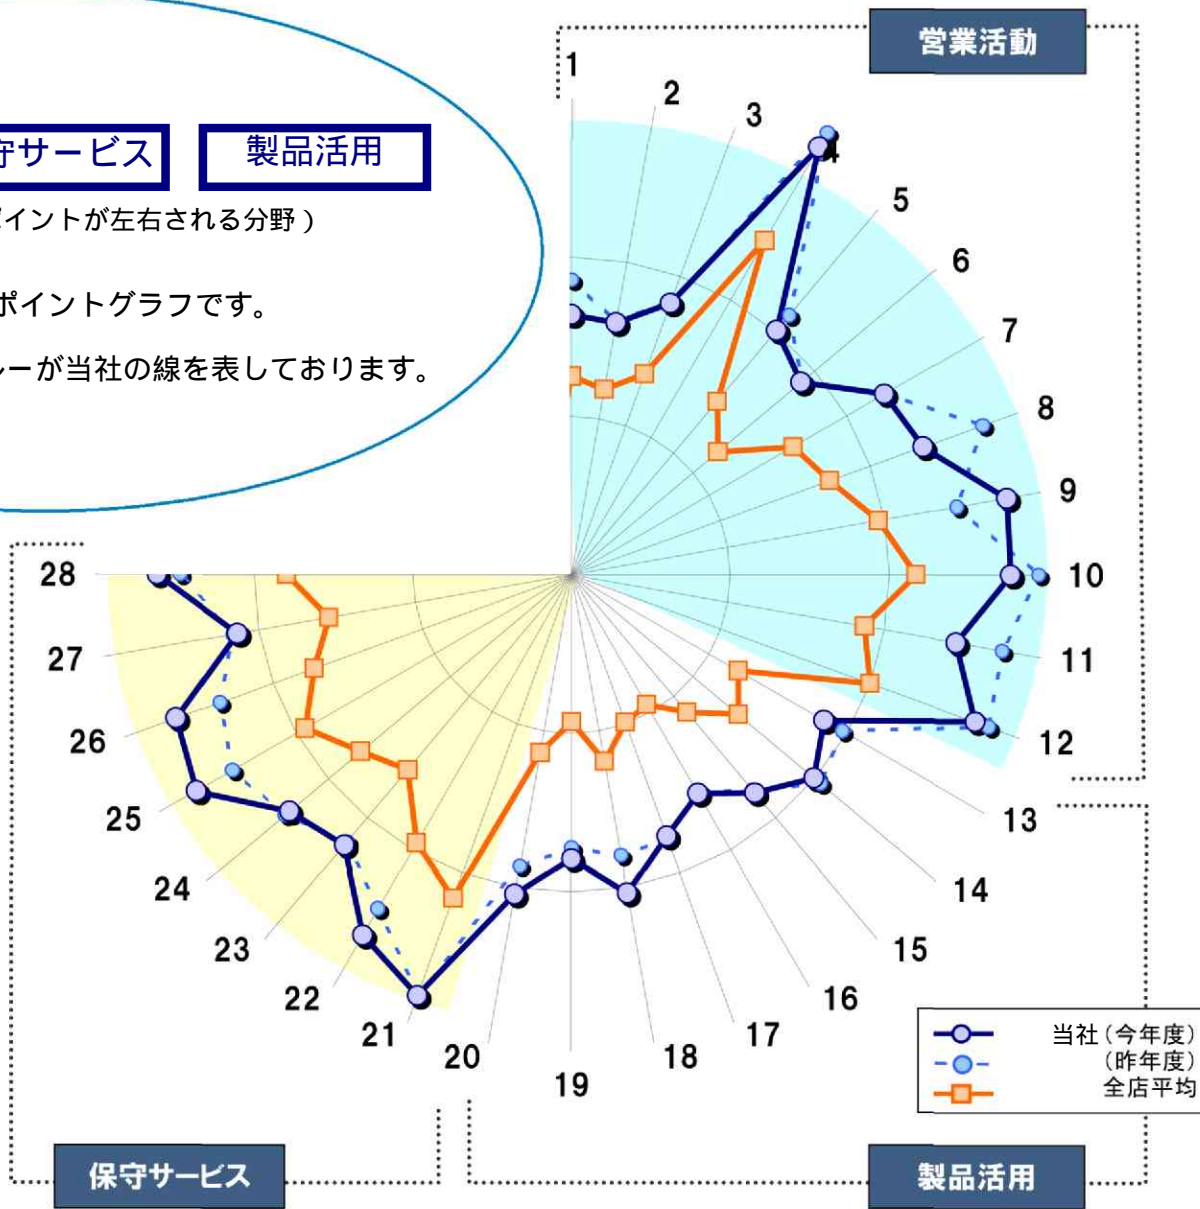 営業活動
守サービス
製品活用
ポイントが左右される分野）
ポイントグラフです。
ーが当社の線を表しております。
1
2
3
4
5
6
7
8
9
10
11
12
13
14
15
16
17
18
19
20
21
22
23
24
25
26
27
28
当社（今年度）
（昨年度）
全店平均
保守サービス
製品活用